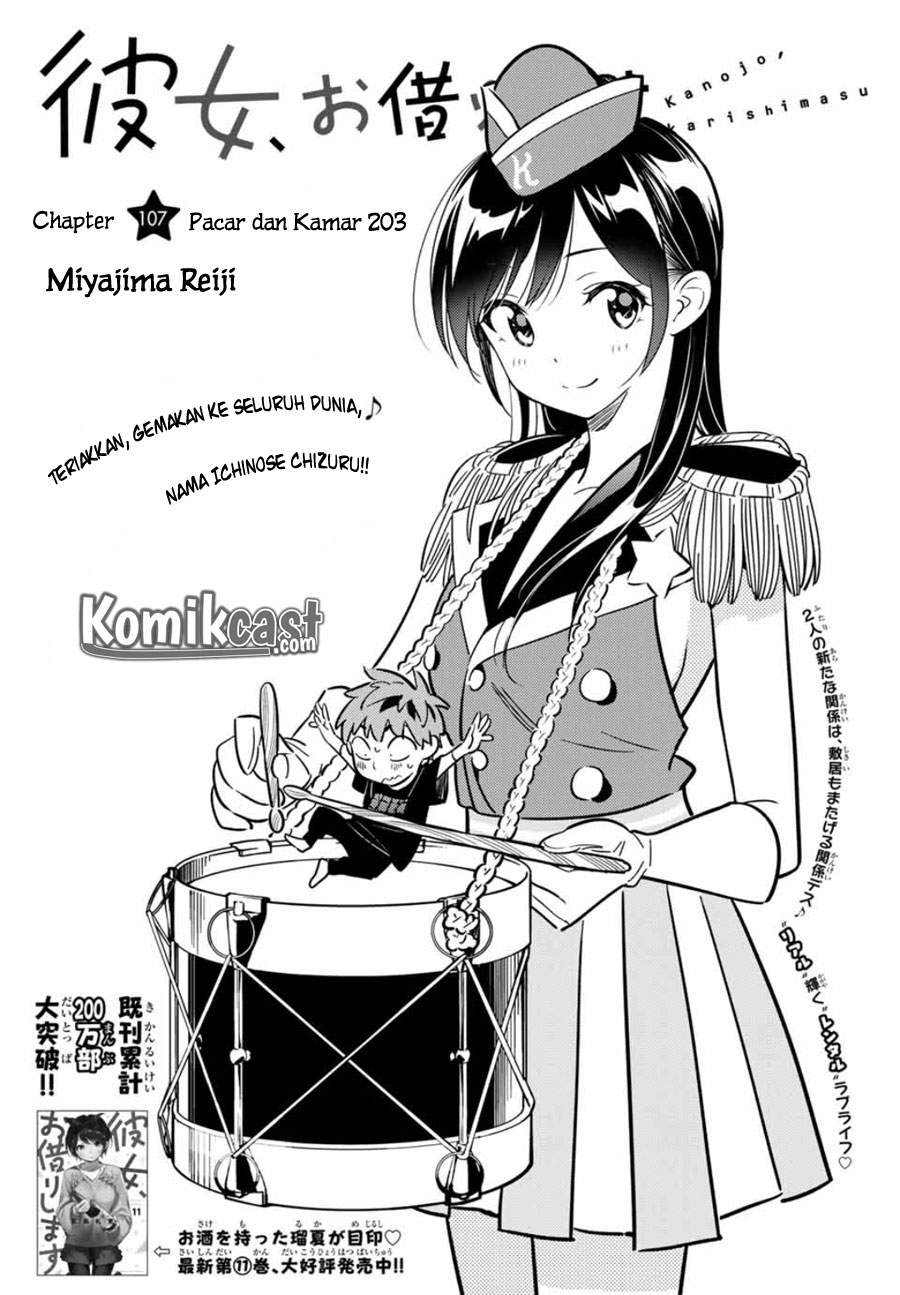 彼女、お借りします
Kanojo,
karishimasu
Chapter 107 Pacar dan Kamar 203
Miyajima Reiji
TERIAKKAN, GEMAKAN KE SELURUH DUNIA,♪
NAMA ICHINOSE CHIZURU!!
Komikcast
.com
K
2人の新たな関係は、敷居もまたげる関係デス♪
"リアル"輝く"レンタル"ラブライフ♡
既刊累計
200万部
大突破!!
彼女、
お借りします
11
⇦ お酒を持った瑠夏が目印♡
最新第⑪巻、大好評発売中!!